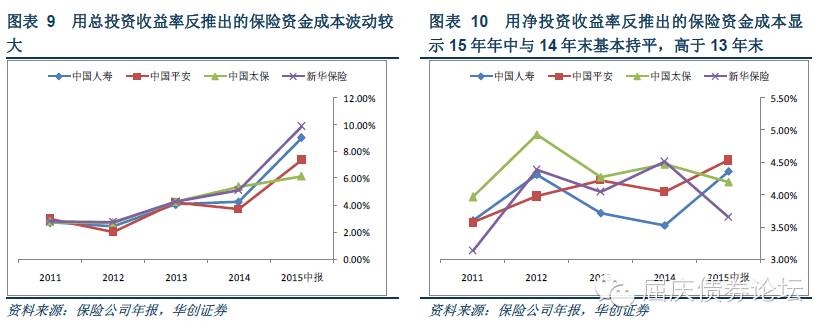 图表 9 用总投资收益率反推出的保险资金成本波动较
大
中国人寿 中国平安 中国太保 新华保险
12.00%
10.00%
8.00%
6.00%
4.00%
2.00%
0.00%
2011 2012 2013 2014 2015中报
资料来源：保险公司年报，华创证券
图表 10 用净投资收益率反推出的保险资金成本显
示 15 年年中与 14 年末基本持平，高于 13 年末
中国人寿 中国平安 中国太保 新华保险
5.50%
5.00%
4.50%
4.00%
3.50%
3.00%
2011 2012 2013 2014 2015中报
资料来源：保险公司年报，华创证券
屈庆债券论坛